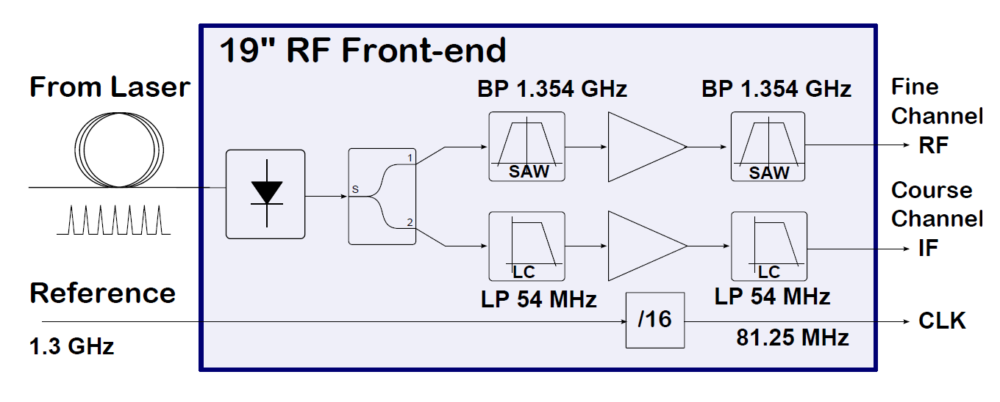 19" RF Front-end
From Laser
BP 1.354 GHz
BP 1.354 GHz
Fine
Channel
RF
SAW
SAW
S
1
2
Course
Channel
IF
LC
LC
LP 54 MHz
LP 54 MHz
Reference
1.3 GHz
/16
81.25 MHz
CLK